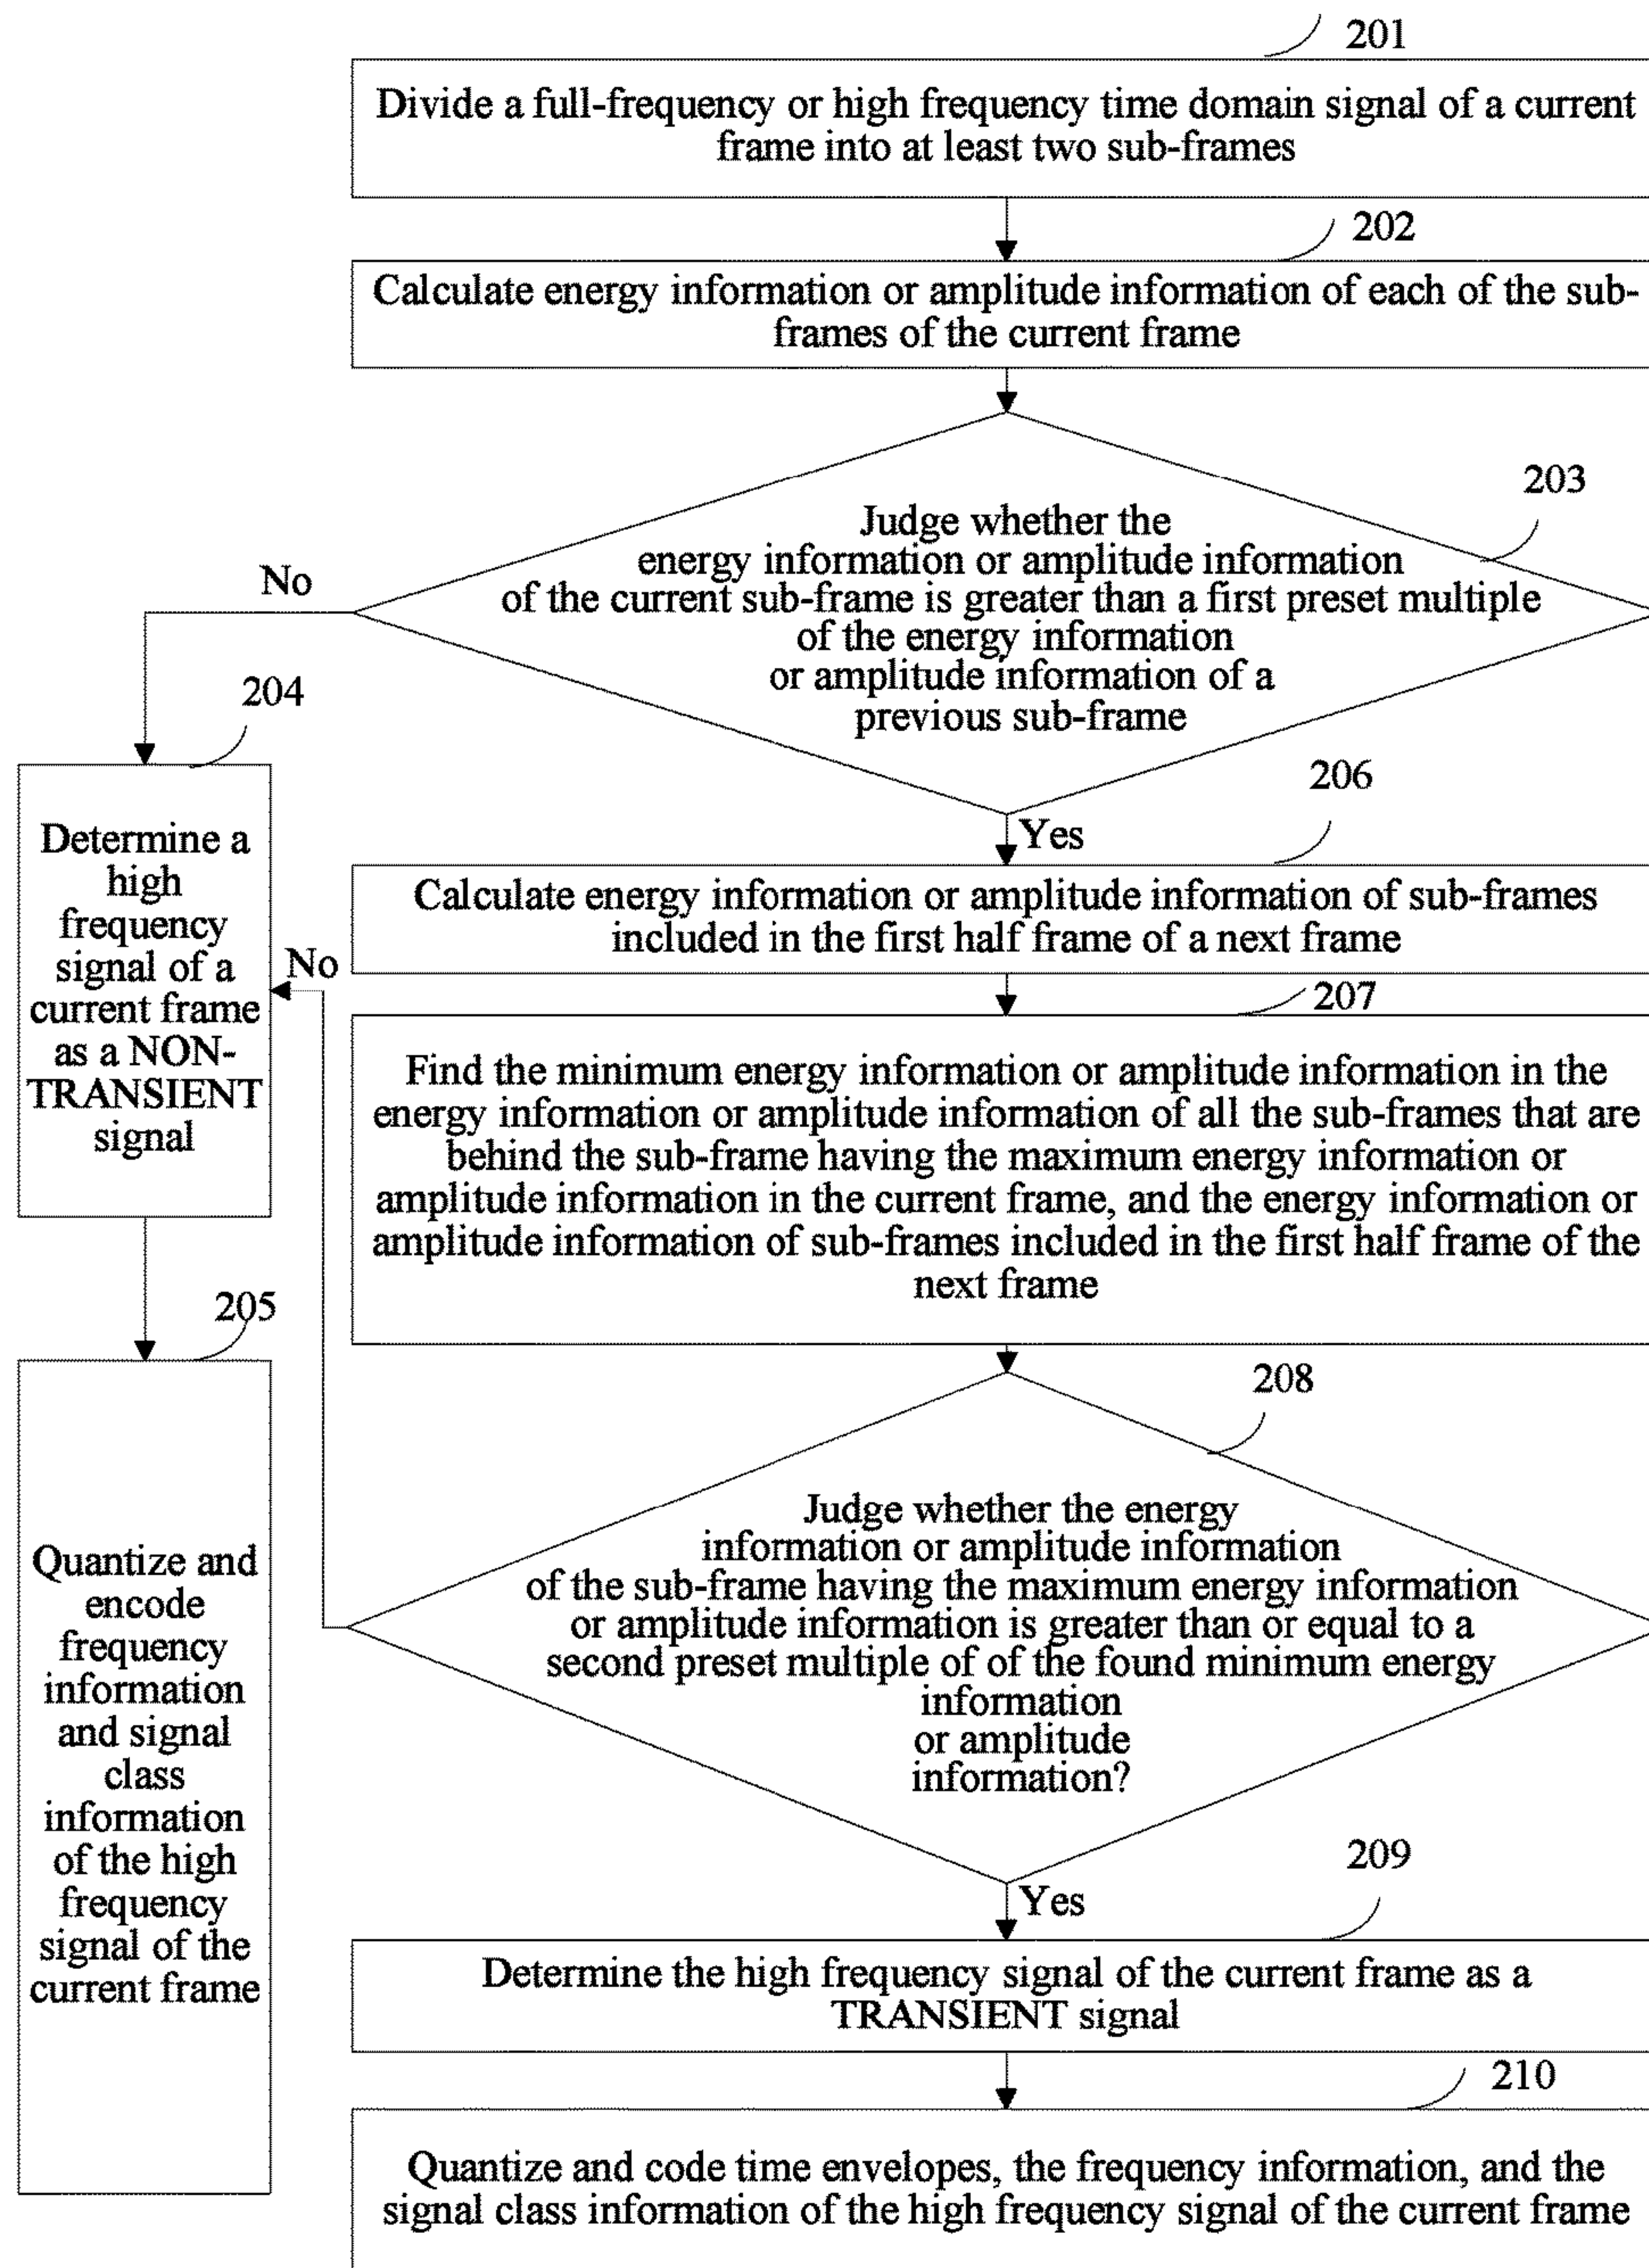 201
Divide a full-frequency or high frequency time domain signal of a current
frame into at least two sub-frames
202
Calculate energy information or amplitude information of each of the sub-
frames of the current frame
203
Judge whether the
energy information or amplitude information
of the current sub-frame is greater than a first preset multiple
of the energy information
or amplitude information of a
previous sub-frame
No
204
Determine a
high
frequency
signal of a
current frame
as a NON-
TRANSIENT
signal
205
Quantize and
encode
frequency
information
and signal
class
information
of the high
frequency
signal of the
current frame
Yes
206
Calculate energy information or amplitude information of sub-frames
included in the first half frame of a next frame
207
Find the minimum energy information or amplitude information in the
energy information or amplitude information of all the sub-frames that are
behind the sub-frame having the maximum energy information or
amplitude information in the current frame, and the energy information or
amplitude information of sub-frames included in the first half frame of the
next frame
208
Judge whether the energy
information or amplitude information
of the sub-frame having the maximum energy information
or amplitude information is greater than or equal to a
second preset multiple of of the found minimum energy
information
or amplitude
information?
No
Yes
209
Determine the high frequency signal of the current frame as a
TRANSIENT signal
210
Quantize and code time envelopes, the frequency information, and the
signal class information of the high frequency signal of the current frame